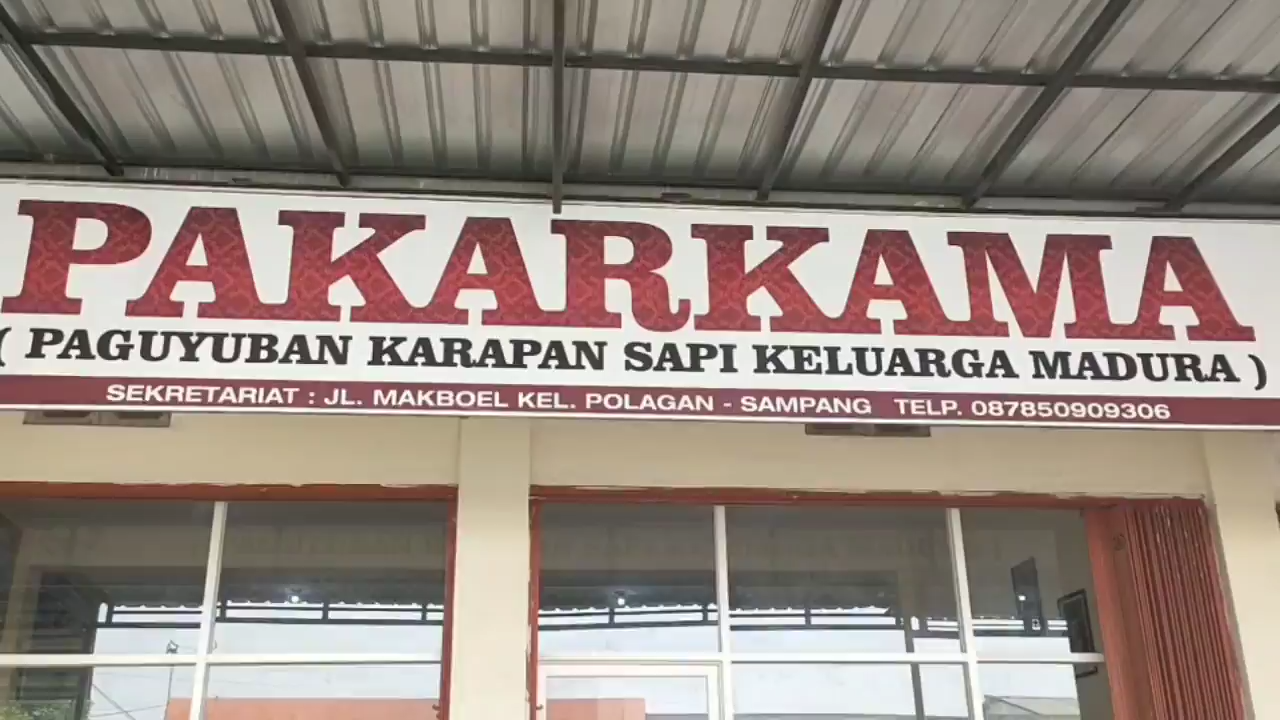 PAKARKAMA
( PAGUYUBAN KARAPAN SAPI KELUARGA MADURA )
SEKRETARIAT : JL. MAKBOEL KEL. POLAGAN - SAMPANG TELP. 087850909306